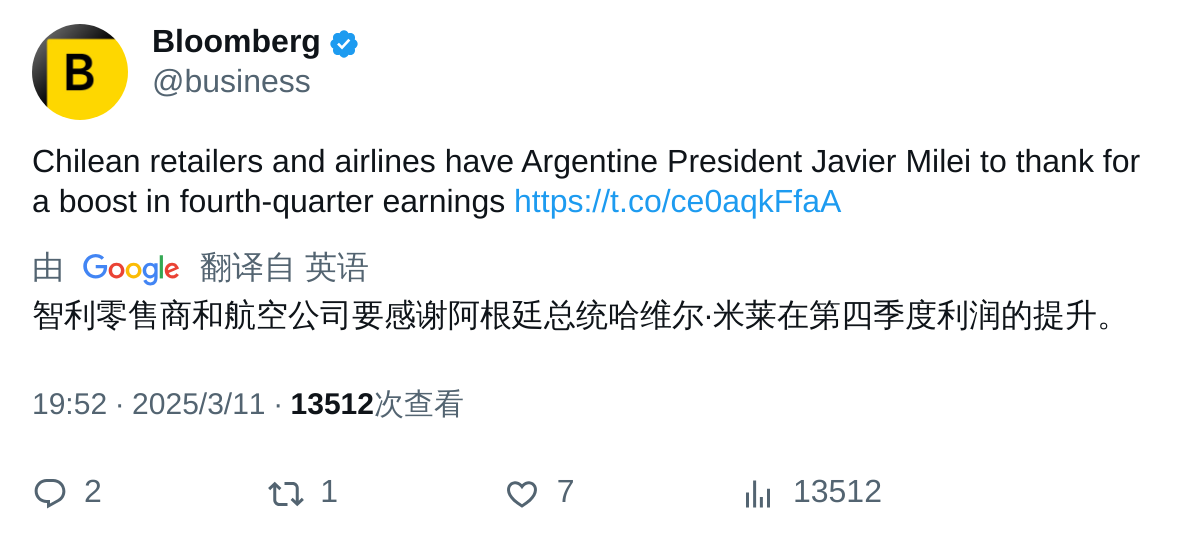 B
Bloomberg
@business
Chilean retailers and airlines have Argentine President Javier Milei to thank for
a boost in fourth-quarter earnings https://t.co/ce0aqkFfaA
由 Google 翻译自 英语
智利零售商和航空公司要感谢阿根廷总统哈维尔·米莱在第四季度利润的提升。
19:52 · 2025/3/11 · 13512次查看
2 1 7 13512